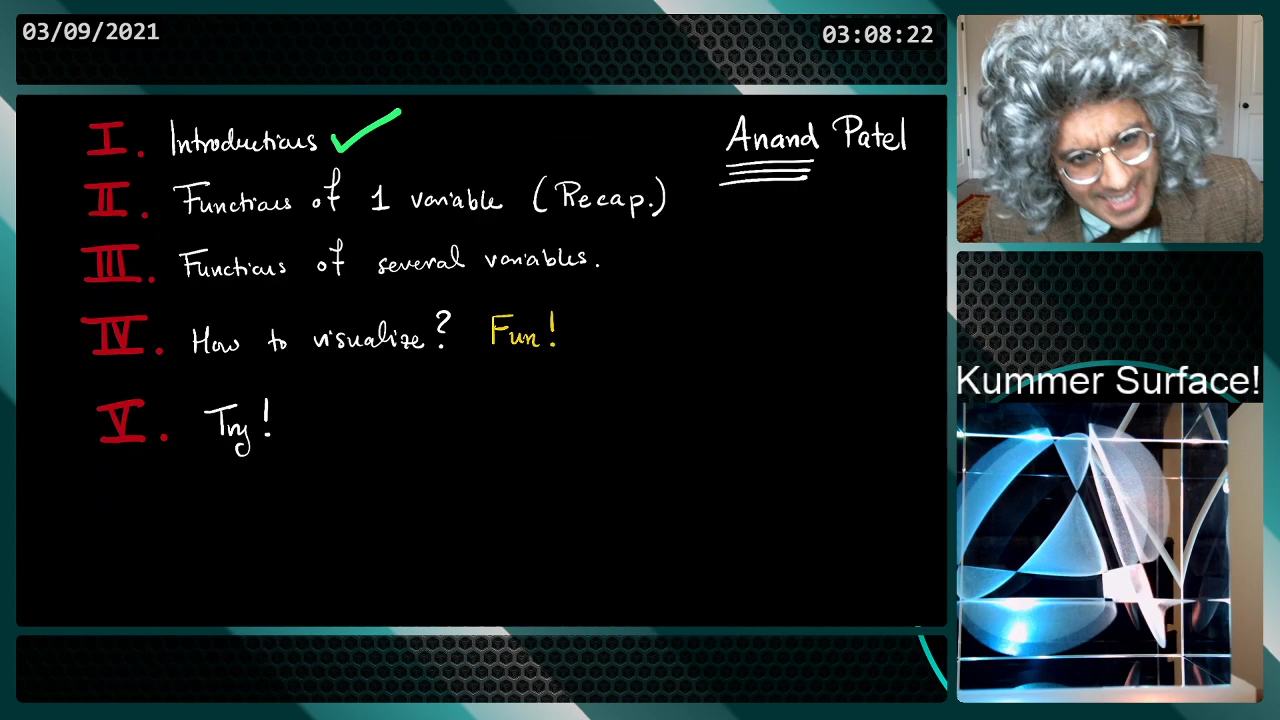 03/09/2021
03:08:22
I. Introductions
Anand Patel
II. Functions of 1 variable (Recap.)
III. Functions of several variables.
IV. How to visualize? Fun!
V. Try!
Kummer Surface!